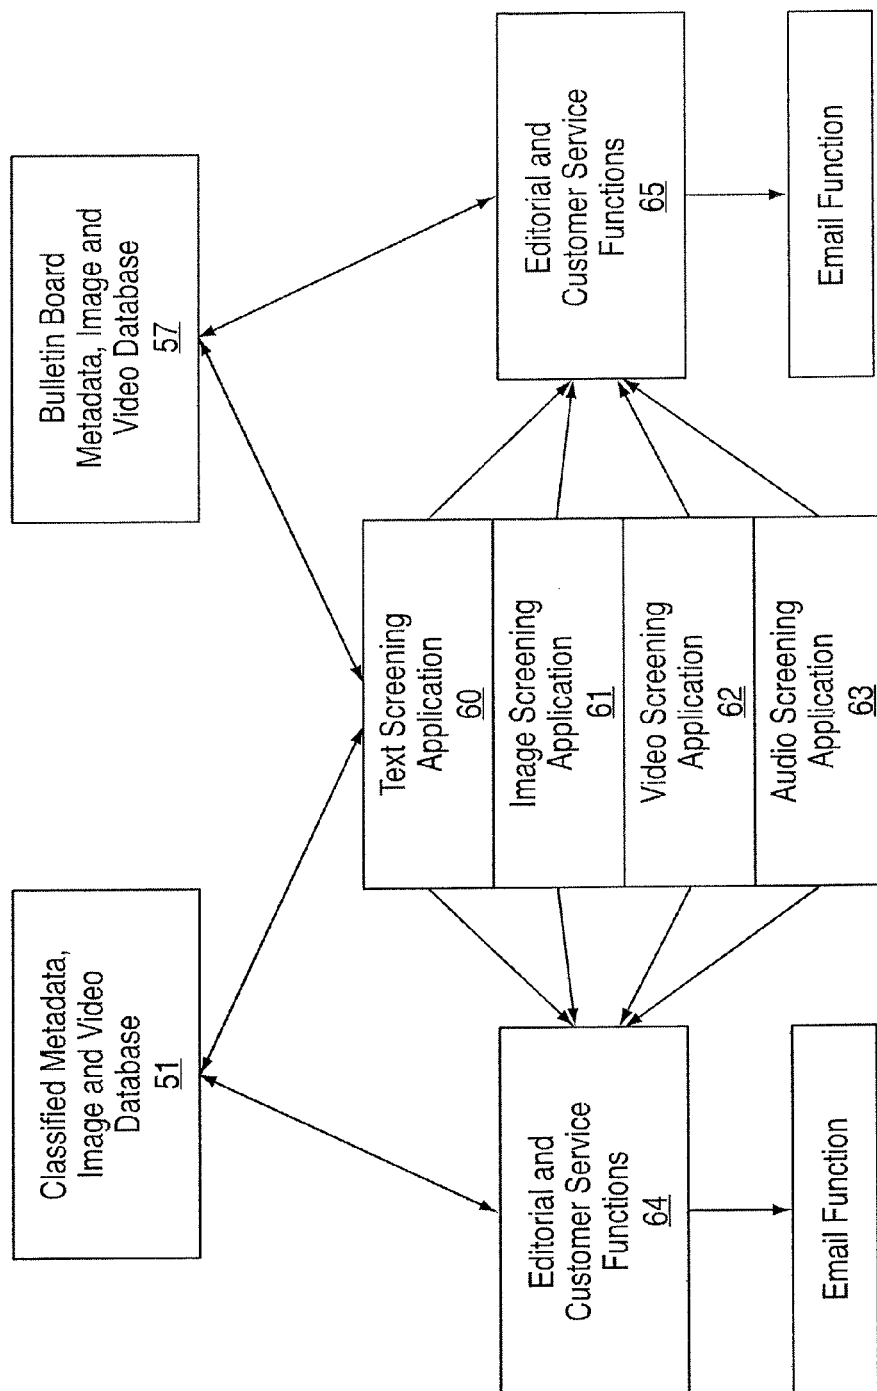 Classified Metadata,
Image and Video
Database
51
Bulletin Board
Metadata, Image and
Video Database
57
Editorial and
Customer Service
Functions
64
Text Screening
Application
60
Image Screening
Application
61
Video Screening
Application
62
Audio Screening
Application
63
Editorial and
Customer Service
Functions
65
Email Function
Email Function